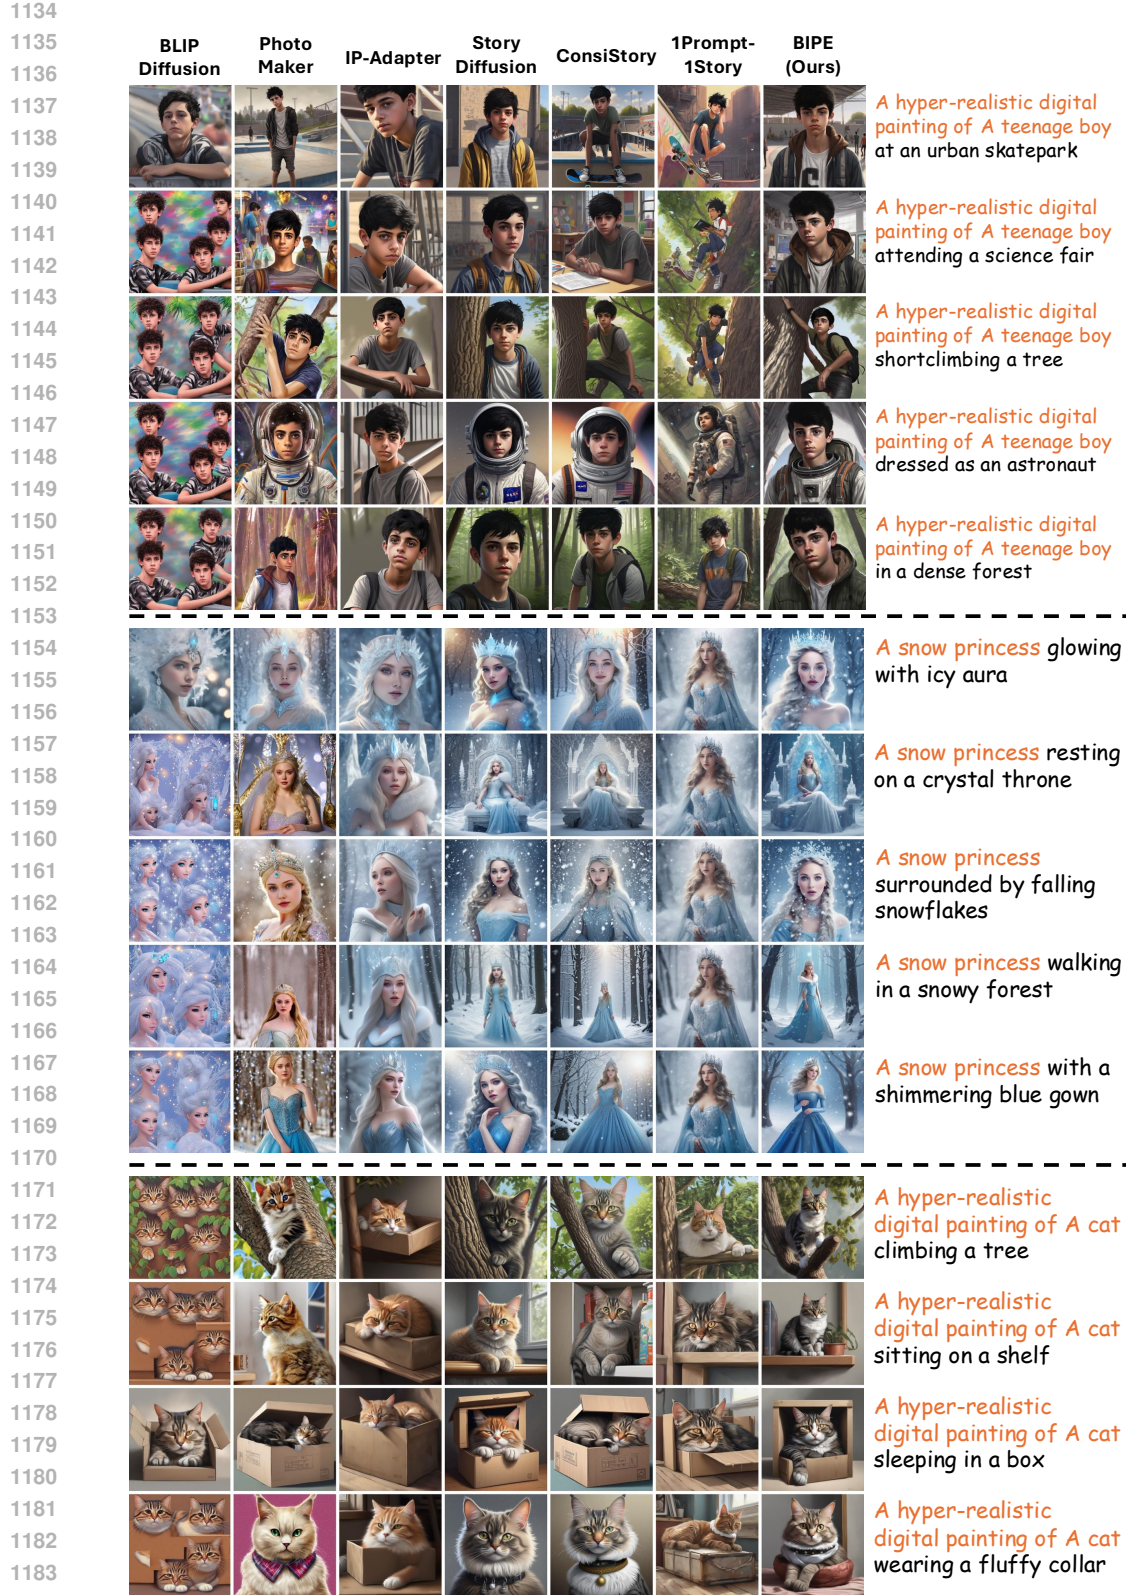 1134
1135
1136
1137
1138
1139
1140
1141
1142
1143
1144
1145
1146
1147
1148
1149
1150
1151
1152
1153
1154
1155
1156
1157
1158
1159
1160
1161
1162
1163
1164
1165
1166
1167
1168
1169
1170
1171
1172
1173
1174
1175
1176
1177
1178
1179
1180
1181
1182
1183
BLIP
Diffusion
Photo
Maker
IP-Adapter
Story
Diffusion
ConsiStory
1Prompt-
1Story
BIPE
(Ours)
A hyper-realistic digital
painting of A teenage boy
at an urban skatepark
A hyper-realistic digital
painting of A teenage boy
attending a science fair
A hyper-realistic digital
painting of A teenage boy
shortclimbing a tree
A hyper-realistic digital
painting of A teenage boy
dressed as an astronaut
A hyper-realistic digital
painting of A teenage boy
in a dense forest
A snow princess glowing
with icy aura
A snow princess resting
on a crystal throne
A snow princess
surrounded by falling
snowflakes
A snow princess walking
in a snowy forest
A snow princess with a
shimmering blue gown
A hyper-realistic
digital painting of A cat
climbing a tree
A hyper-realistic
digital painting of A cat
sitting on a shelf
A hyper-realistic
digital painting of A cat
sleeping in a box
A hyper-realistic
digital painting of A cat
wearing a fluffy collar